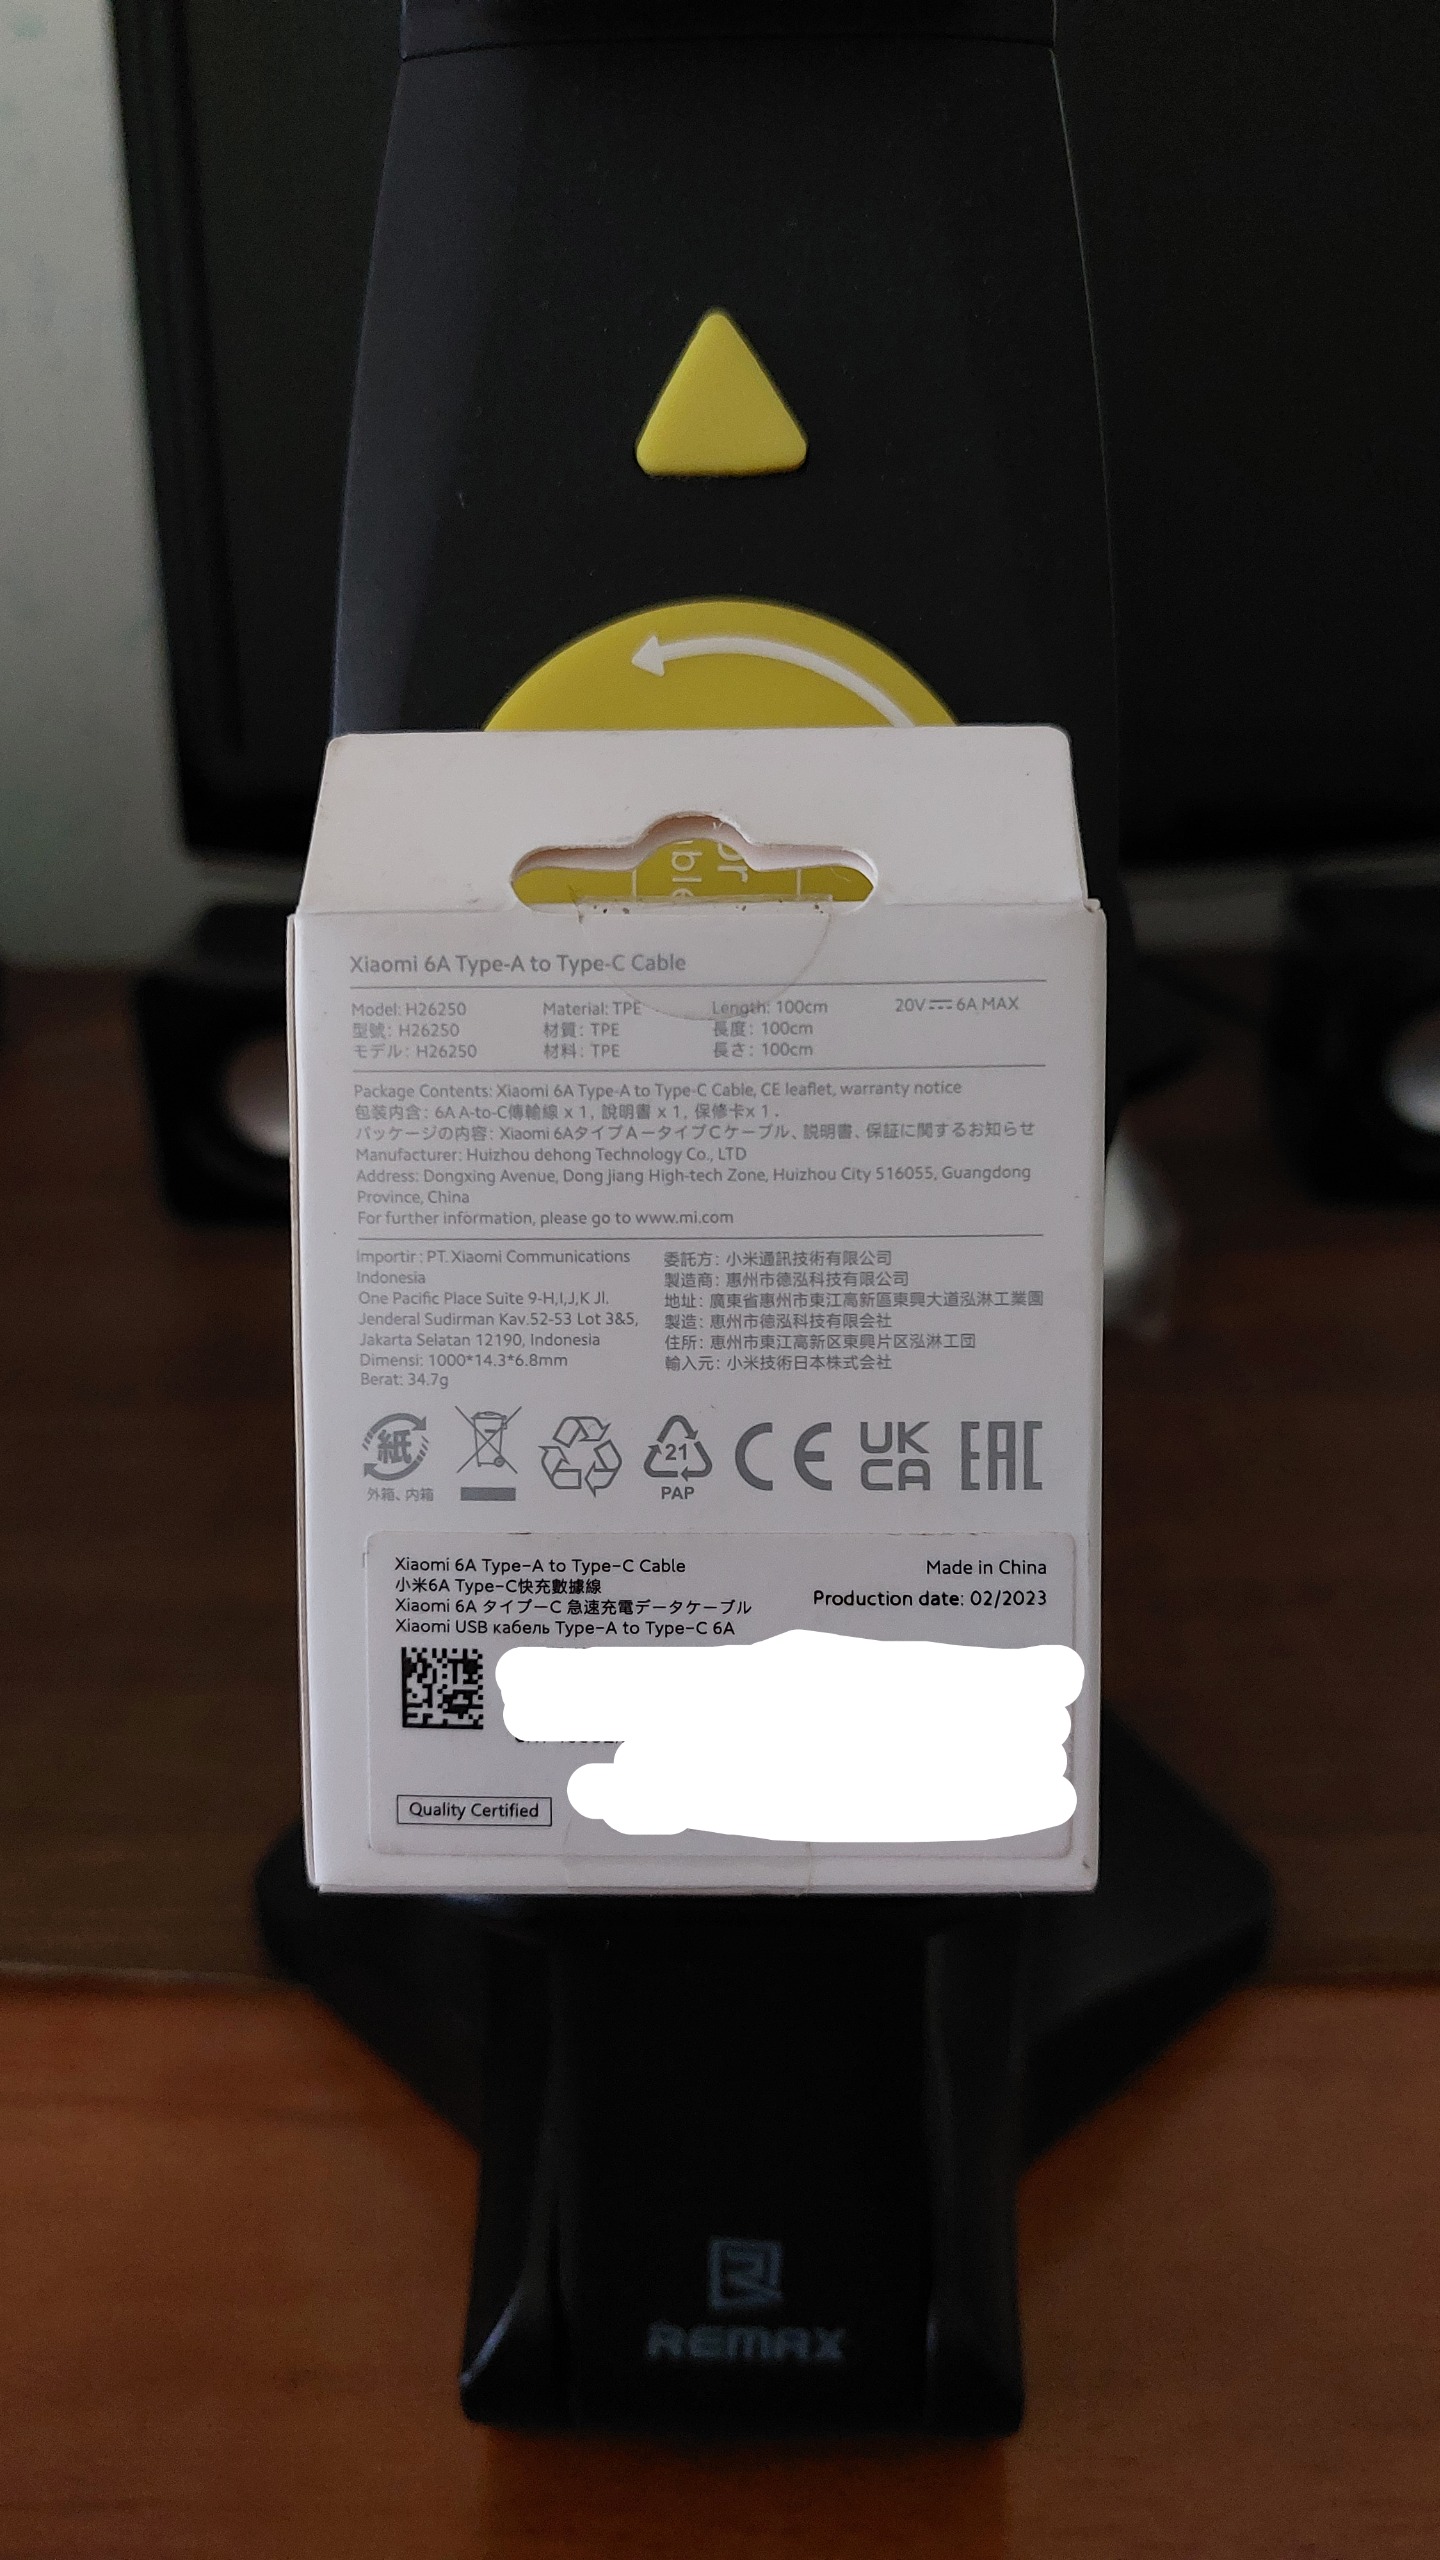 Xiaomi 6A Type-A to Type-C Cable
Model: H26250 Material: TPE Length: 100cm 20V⎓6A MAX
型號: H26250 材質: TPE 長度: 100cm
モデル: H26250 材料: TPE 長さ: 100cm
Package Contents: Xiaomi 6A Type-A to Type-C Cable, CE leaflet, warranty notice
包裝内含: 6A A-to-C傳輸線 x 1, 說明書 x 1, 保修卡x 1.
パッケージの内容: Xiaomi 6AタイプA－タイプCケーブル、説明書、保証に関するお知らせ
Manufacturer: Huizhou dehong Technology Co., LTD
Address: Dongxing Avenue, Dong jiang High-tech Zone, Huizhou City 516055, Guangdong
Province, China
For further information, please go to www.mi.com
Importir: PT. Xiaomi Communications
Indonesia
One Pacific Place Suite 9-H,I,J,K Jl.
Jenderal Sudirman Kav.52-53 Lot 3&5,
Jakarta Selatan 12190, Indonesia
Dimensi: 1000*14.3*6.8mm
Berat: 34.7g
委託方: 小米通訊技術有限公司
製造商: 惠州市德泓科技有限公司
地址: 廣東省惠州市東江高新區東興大道泓淋工業園
製造: 恵州市德泓科技有限会社
住所: 恵州市東江高新区東興片区泓淋工団
輸入元: 小米技術日本株式会社
紙
外箱、内箱
21
PAP
CE
UK
CA
EAC
Xiaomi 6A Type-A to Type-C Cable
小米6A Type-C快充數據線
Xiaomi 6A タイプ-C 急速充電データケーブル
Xiaomi USB кабель Type-A to Type-C 6A
Made in China
Production date: 02/2023
Quality Certified
REMAX